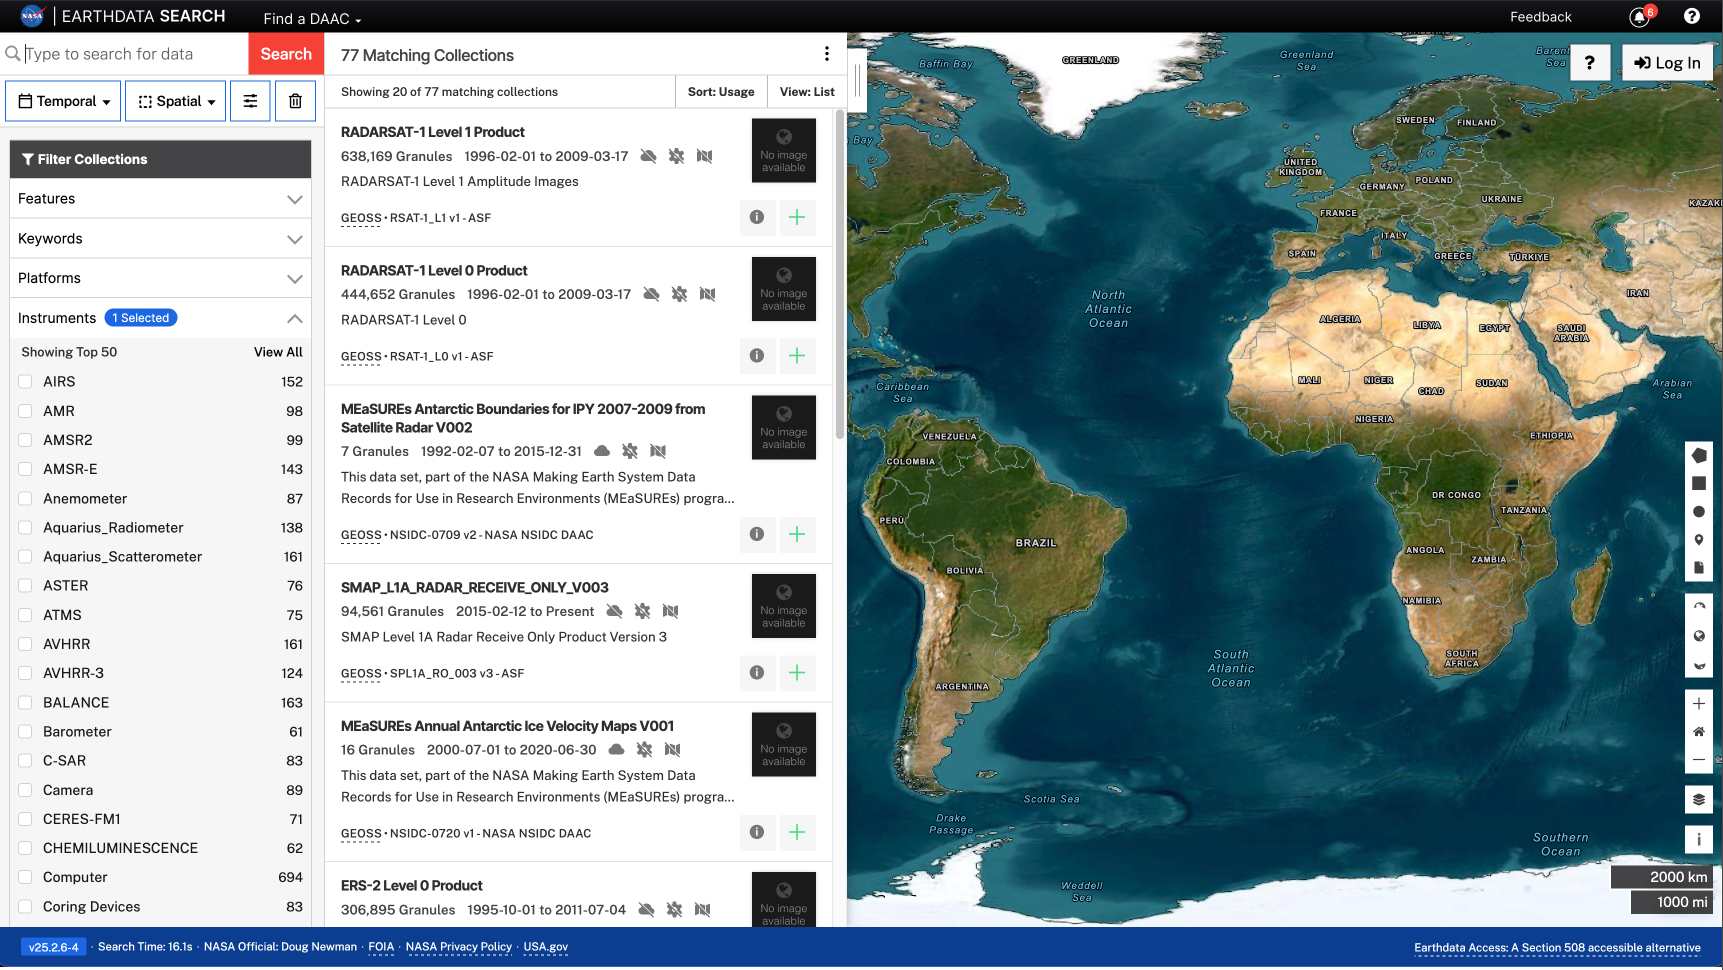 NASA EARTHDATA SEARCH
Find a DAAC
Feedback
6
Type to search for data
Search
Temporal
Spatial
Filter Collections
Features
Keywords
Platforms
Instruments 1 Selected
Showing Top 50 View All
AIRS 152
AMR 98
AMSR2 99
AMSR-E 143
Anemometer 87
Aquarius_Radiometer 138
Aquarius_Scatterometer 161
ASTER 76
ATMS 75
AVHRR 161
AVHRR-3 124
BALANCE 163
Barometer 61
C-SAR 83
Camera 89
CERES-FM1 71
CHEMILUMINESCENCE 62
Computer 694
Coring Devices 83
77 Matching Collections
Showing 20 of 77 matching collections
Sort: Usage
View: List
RADARSAT-1 Level 1 Product
638,169 Granules 1996-02-01 to 2009-03-17
RADARSAT-1 Level 1 Amplitude Images
GEOSS • RSAT-1_L1 v1 - ASF
No image
available
RADARSAT-1 Level 0 Product
444,652 Granules 1996-02-01 to 2009-03-17
RADARSAT-1 Level 0
GEOSS • RSAT-1_L0 v1 - ASF
No image
available
MEaSUREs Antarctic Boundaries for IPY 2007-2009 from
Satellite Radar V002
7 Granules 1992-02-07 to 2015-12-31
This data set, part of the NASA Making Earth System Data
Records for Use in Research Environments (MEaSUREs) progra...
GEOSS • NSIDC-0709 v2 - NASA NSIDC DAAC
No image
available
SMAP_L1A_RADAR_RECEIVE_ONLY_V003
94,561 Granules 2015-02-12 to Present
SMAP Level 1A Radar Receive Only Product Version 3
GEOSS • SPL1A_RO_003 v3 - ASF
No image
available
MEaSUREs Annual Antarctic Ice Velocity Maps V001
16 Granules 2000-07-01 to 2020-06-30
This data set, part of the NASA Making Earth System Data
Records for Use in Research Environments (MEaSUREs) progra...
GEOSS • NSIDC-0720 v1 - NASA NSIDC DAAC
No image
available
ERS-2 Level 0 Product
306,895 Granules 1995-10-01 to 2011-07-04
No image
available
? Log In
GREENLAND
Baffin Bay
Greenland
Sea
Barent
Sea
Bay
SWEDEN
FINLAND
UNITED
KINGDOM
GERMANY
POLAND
UKRAINE
KAZAK
FRANCE
ITALY
SPAIN
GREECE
TÜRKIYE
IRAN
North
Atlantic
Ocean
ALGERIA
LIBYA
EGYPT
SAUDI
ARABIA
MALI
NIGER
CHAD
SUDAN
Caribbean
Sea
Arabian
Sea
NIGERIA
ETHIOPIA
VENEZUELA
COLOMBIA
DR CONGO
TANZANIA
PERÚ
BRAZIL
BOLIVIA
ANGOLA
ZAMBIA
NAMIBIA
South
Atlantic
Ocean
SOUTH
AFRICA
ARGENTINA
Scotia Sea
Drake
Passage
Southern
Ocean
Weddell
Sea
2000 km
1000 mi
v25.2.6-4 · Search Time: 16.1s · NASA Official: Doug Newman · FOIA · NASA Privacy Policy · USA.gov
Earthdata Access: A Section 508 accessible alternative